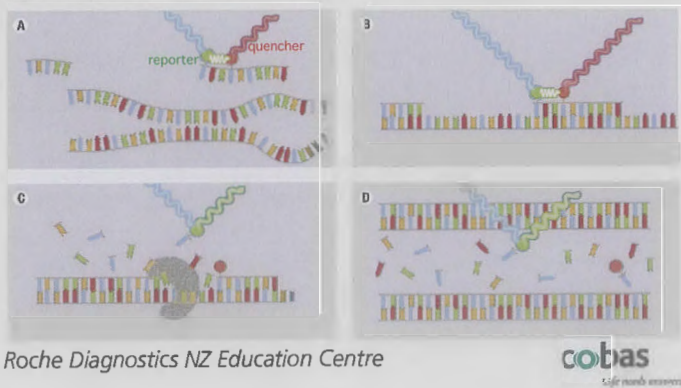 A
reporter
quencher
B
C
D
Roche Diagnostics NZ Education Centre
cobas